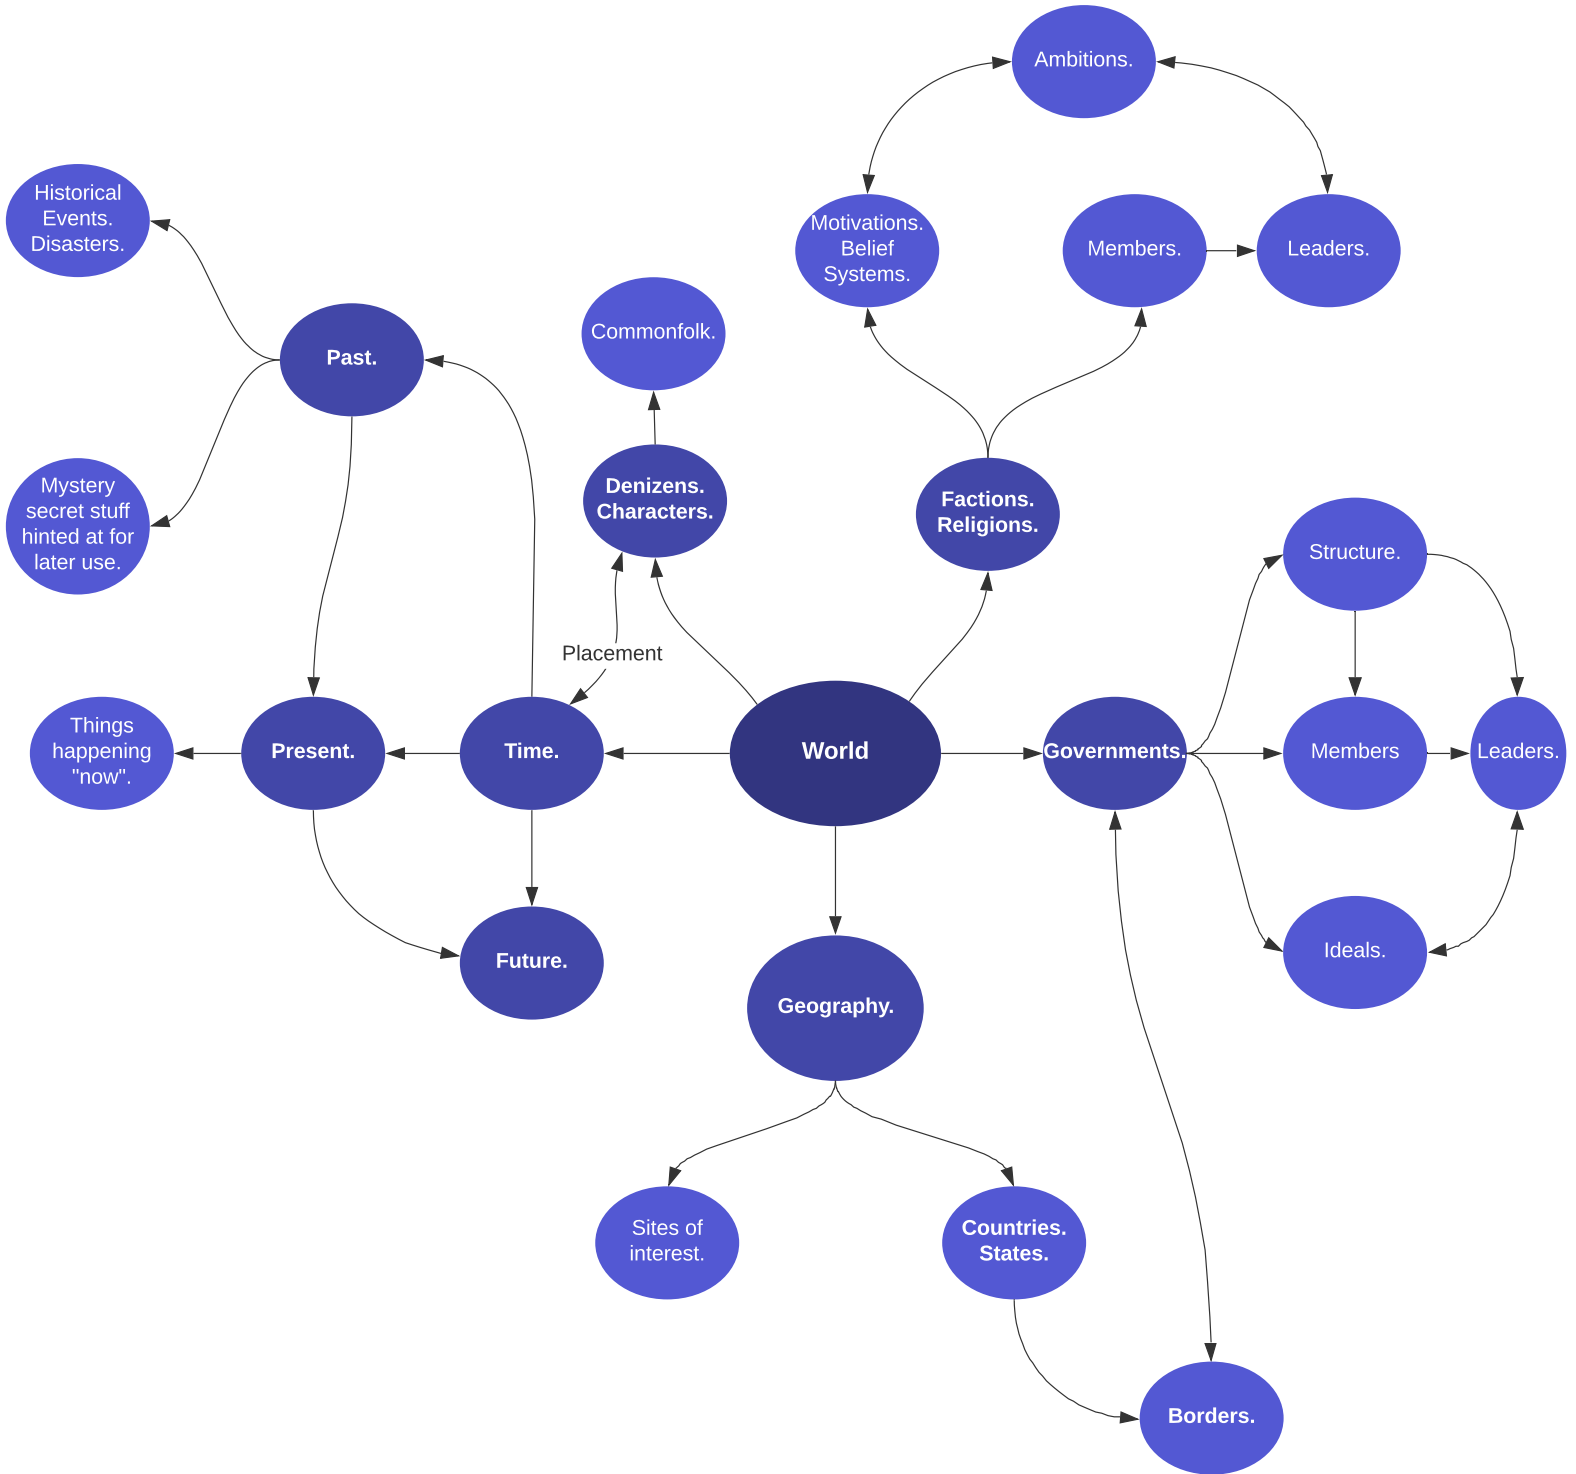 Ambitions.
Historical
Events.
Disasters.
Motivations.
Belief
Systems.
Members.
Leaders.
Commonfolk.
Past.
Mystery
secret stuff
hinted at for
later use.
Denizens.
Characters.
Factions.
Religions.
Structure.
Placement
Things
happening
"now".
Present.
Time.
World
Governments.
Members
Leaders.
Future.
Ideals.
Geography.
Sites of
interest.
Countries.
States.
Borders.